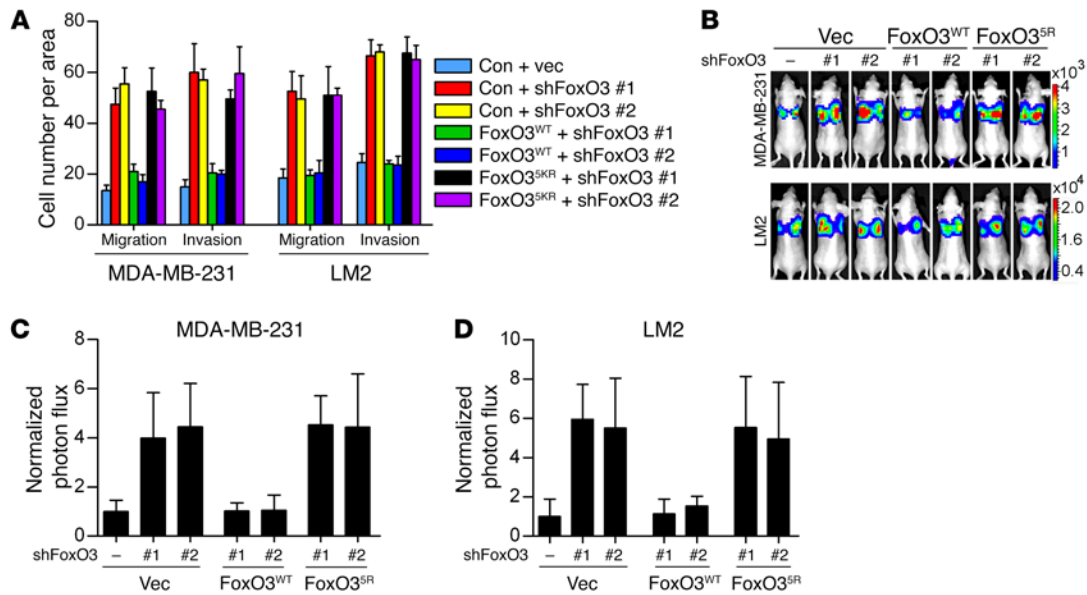 A
Cell number per area
80
60
40
20
0
Migration Invasion Migration Invasion
MDA-MB-231 LM2
Con + vec
Con + shFoxO3 #1
Con + shFoxO3 #2
FoxO3WT + shFoxO3 #1
FoxO3WT + shFoxO3 #2
FoxO35KR + shFoxO3 #1
FoxO35KR + shFoxO3 #2
B
Vec FoxO3WT FoxO35R
shFoxO3 – #1 #2 #1 #2 #1 #2
MDA-MB-231
x103
4
3
2
1
LM2
x104
2.0
1.6
0.4
C
MDA-MB-231
Normalized
photon flux
8
6
4
2
0
shFoxO3 – #1 #2 #1 #2 #1 #2
Vec FoxO3WT FoxO35R
D
LM2
Normalized
photon flux
10
8
6
4
2
0
shFoxO3 – #1 #2 #1 #2 #1 #2
Vec FoxO3WT FoxO35R